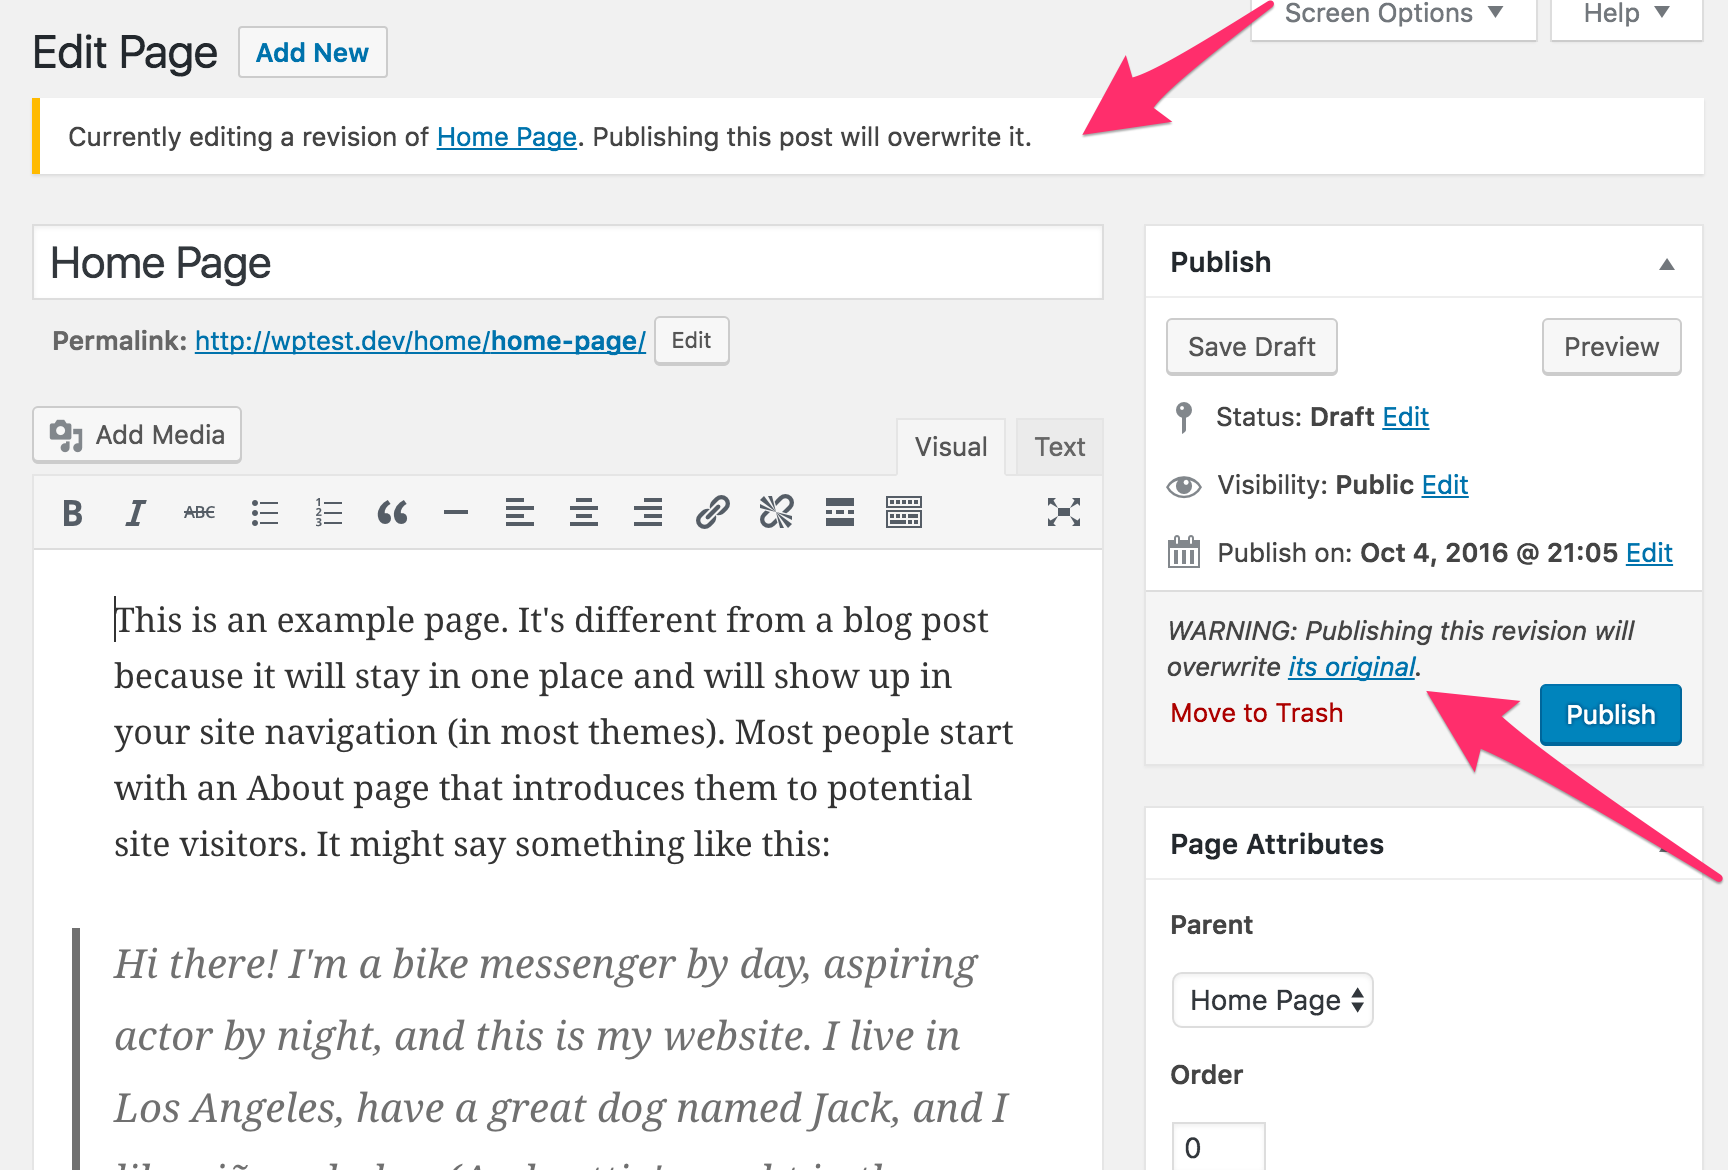 Screen Options
Help
Edit Page
Add New
Currently editing a revision of Home Page. Publishing this post will overwrite it.
Home Page
Permalink: http://wptest.dev/home/home-page/
Edit
Add Media
Visual
Text
B
I
ABC
1
2
3
This is an example page. It's different from a blog post
because it will stay in one place and will show up in
your site navigation (in most themes). Most people start
with an About page that introduces them to potential
site visitors. It might say something like this:
Hi there! I'm a bike messenger by day, aspiring
actor by night, and this is my website. I live in
Los Angeles, have a great dog named Jack, and I
Publish
Save Draft
Preview
Status: Draft Edit
Visibility: Public Edit
Publish on: Oct 4, 2016 @ 21:05 Edit
WARNING: Publishing this revision will
overwrite its original.
Move to Trash
Publish
Page Attributes
Parent
Home Page
Order
0